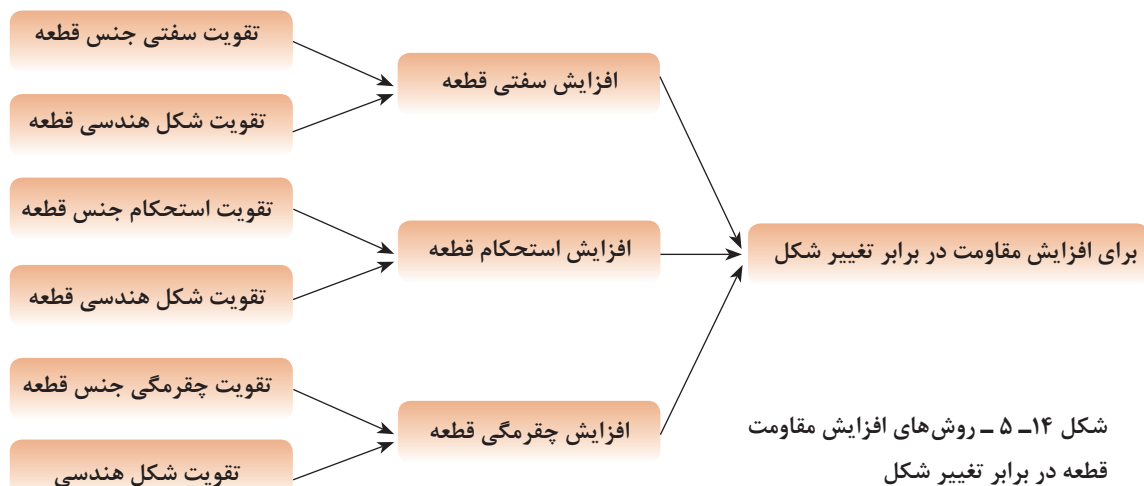 تقویت سفتی جنس قطعه
افزایش سفتی قطعه
تقویت شکل هندسی قطعه
تقویت استحکام جنس قطعه
برای افزایش مقاومت در برابر تغییر شکل
افزایش استحکام قطعه
تقویت شکل هندسی قطعه
تقویت چقرمگی جنس قطعه
افزایش چقرمگی قطعه
تقویت شکل هندسی
شکل ۱۴ـ ۵ ـ روش‌های افزایش مقاومت
قطعه در برابر تغییر شکل